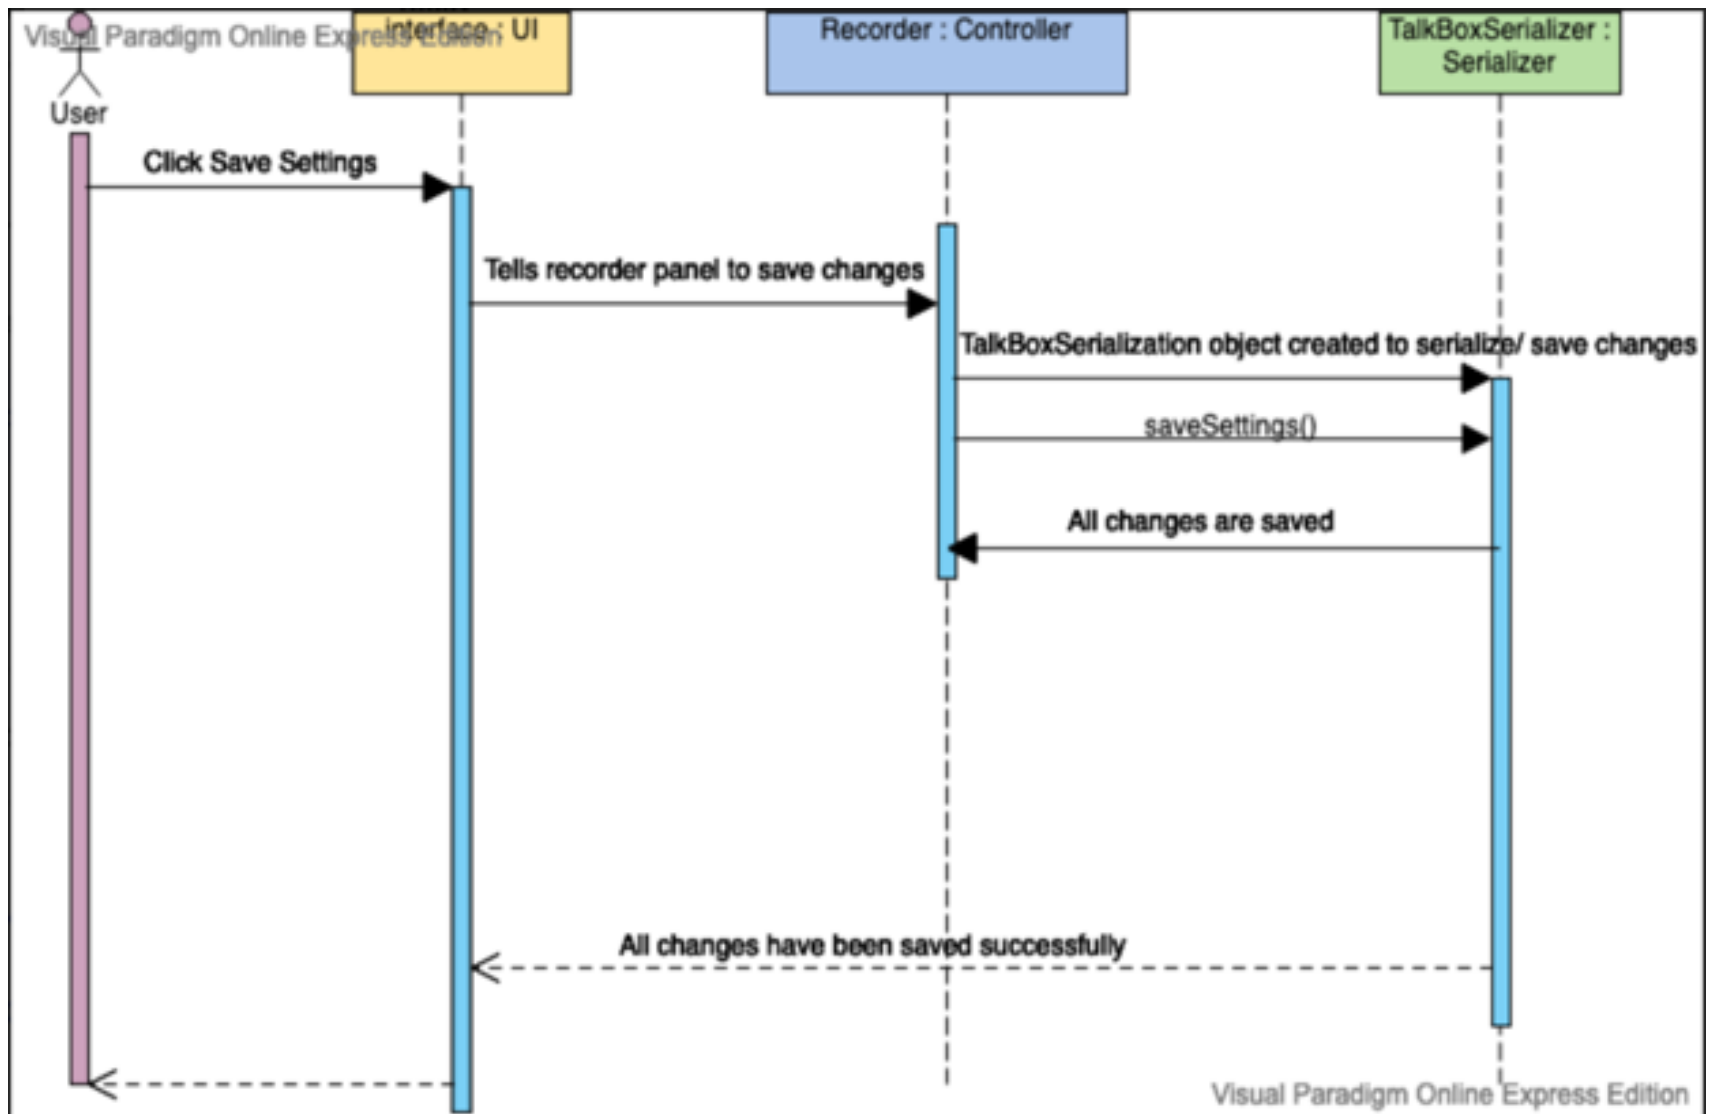 Visual Paradigm Online Express Edition
interface : UI
Recorder : Controller
TalkBoxSerializer :
Serializer
User
Click Save Settings
Tells recorder panel to save changes
TalkBoxSerialization object created to serialize/ save changes
saveSettings()
All changes are saved
All changes have been saved successfully
Visual Paradigm Online Express Edition